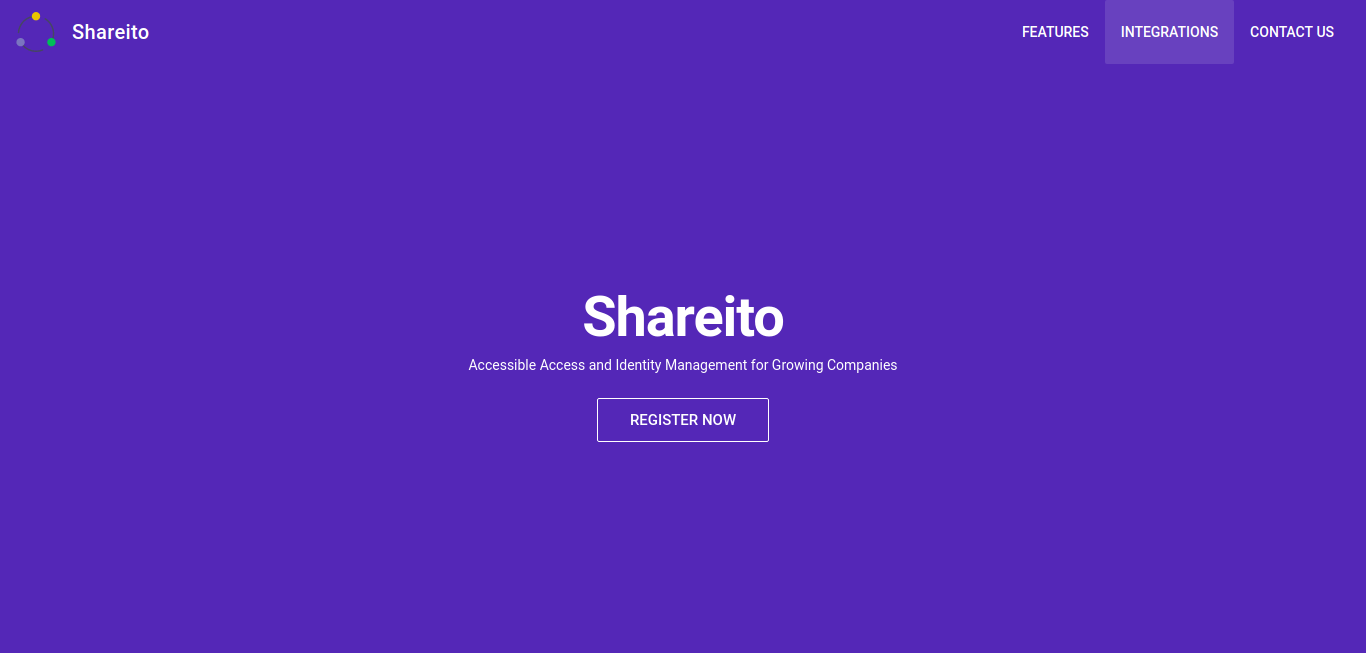 Shareito
FEATURES
INTEGRATIONS
CONTACT US
Shareito
Accessible Access and Identity Management for Growing Companies
REGISTER NOW